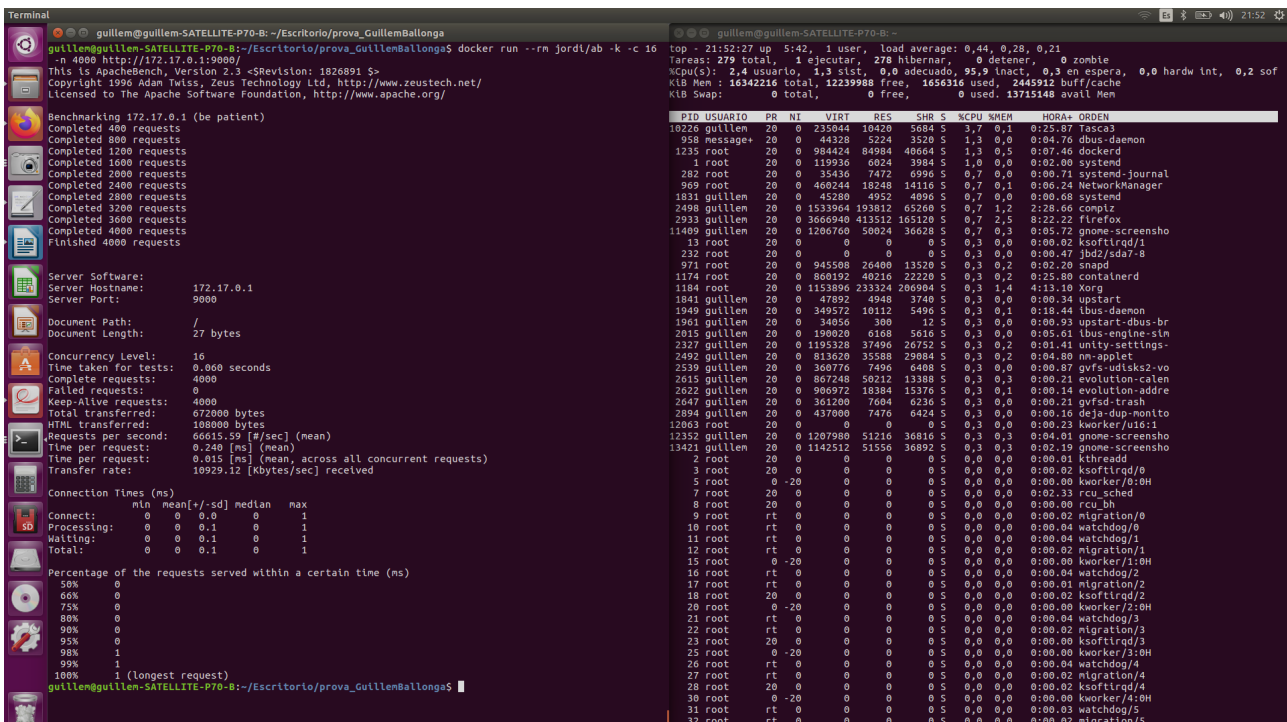 Terminal
Es
21:52
guillem@guillem-SATELLITE-P70-B: ~/Escritorio/prova_GuillemBallonga
guillem@guillem-SATELLITE-P70-B:~/Escritorio/prova_GuillemBallonga$ docker run --rm jordi/ab -k -c 16
-n 4000 http://172.17.0.1:9000/
This is ApacheBench, Version 2.3 <$Revision: 1826891 $>
Copyright 1996 Adam Twiss, Zeus Technology Ltd, http://www.zeustech.net/
Licensed to The Apache Software Foundation, http://www.apache.org/
Benchmarking 172.17.0.1 (be patient)
Completed 400 requests
Completed 800 requests
Completed 1200 requests
Completed 1600 requests
Completed 2000 requests
Completed 2400 requests
Completed 2800 requests
Completed 3200 requests
Completed 3600 requests
Completed 4000 requests
Finished 4000 requests
Server Software:
Server Hostname: 172.17.0.1
Server Port: 9000
Document Path: /
Document Length: 27 bytes
Concurrency Level: 16
Time taken for tests: 0.060 seconds
Complete requests: 4000
Failed requests: 0
Keep-Alive requests: 4000
Total transferred: 672000 bytes
HTML transferred: 108000 bytes
Requests per second: 66615.59 [#/sec] (mean)
Time per request: 0.240 [ms] (mean)
Time per request: 0.015 [ms] (mean, across all concurrent requests)
Transfer rate: 10929.12 [Kbytes/sec] received
Connection Times (ms)
min mean[+/-sd] median max
Connect: 0 0 0.0 0 1
Processing: 0 0 0.1 0 1
Waiting: 0 0 0.1 0 1
Total: 0 0 0.1 0 1
Percentage of the requests served within a certain time (ms)
50% 0
66% 0
75% 0
80% 0
90% 0
95% 0
98% 1
99% 1
100% 1 (longest request)
guillem@guillem-SATELLITE-P70-B:~/Escritorio/prova_GuillemBallonga$
guillem@guillem-SATELLITE-P70-B: ~
top - 21:52:27 up 5:42, 1 user, load average: 0,44, 0,28, 0,21
Tareas: 279 total, 1 ejecutar, 278 hibernar, 0 detener, 0 zombie
%Cpu(s): 2,4 usuario, 1,3 sist, 0,0 adecuado, 95,9 inact, 0,3 en espera, 0,0 hardw int, 0,2 sof
KiB Mem : 16342216 total, 12239988 free, 1656316 used, 2445912 buff/cache
KiB Swap: 0 total, 0 free, 0 used. 13715148 avail Mem
PID USUARIO PR NI VIRT RES SHR S %CPU %MEM HORA+ ORDEN
10226 guillem 20 0 235044 10420 5684 S 3,7 0,1 0:25.87 Tasca3
958 message+ 20 0 44328 5224 3520 S 1,3 0,0 0:04.76 dbus-daemon
1235 root 20 0 984424 84984 40664 S 1,3 0,5 0:07.46 dockerd
1 root 20 0 119936 6024 3984 S 1,0 0,0 0:02.00 systemd
282 root 20 0 35436 7472 6996 S 0,7 0,0 0:00.71 systemd-journal
969 root 20 0 460244 18248 14116 S 0,7 0,1 0:06.24 NetworkManager
1831 guillem 20 0 45280 4952 4096 S 0,7 0,0 0:00.68 systemd
2498 guillem 20 0 1533964 193812 65260 S 0,7 1,2 2:28.66 compiz
2933 guillem 20 0 3666940 413512 165120 S 0,7 2,5 8:22.22 firefox
11409 guillem 20 0 1206760 50024 36628 S 0,7 0,3 0:05.72 gnome-screensho
13 root 20 0 0 0 0 S 0,3 0,0 0:00.02 ksoftirqd/1
232 root 20 0 0 0 0 S 0,3 0,0 0:00.47 jbd2/sda7-8
971 root 20 0 945508 26400 13520 S 0,3 0,2 0:02.20 snapd
1174 root 20 0 860192 40216 22220 S 0,3 0,2 0:25.80 containerd
1184 root 20 0 1153896 233324 206904 S 0,3 1,4 4:13.10 Xorg
1841 guillem 20 0 47892 4948 3740 S 0,3 0,0 0:00.34 upstart
1949 guillem 20 0 349572 10112 5496 S 0,3 0,1 0:18.44 ibus-daemon
1961 guillem 20 0 34056 300 12 S 0,3 0,0 0:00.93 upstart-dbus-br
2015 guillem 20 0 190020 6168 5616 S 0,3 0,0 0:05.61 ibus-engine-sim
2327 guillem 20 0 1195328 37496 26752 S 0,3 0,2 0:01.41 unity-settings-
2492 guillem 20 0 813620 35588 29084 S 0,3 0,2 0:04.80 nm-applet
2539 guillem 20 0 360776 7496 6408 S 0,3 0,0 0:00.87 gvfs-udisks2-vo
2615 guillem 20 0 867248 50212 13388 S 0,3 0,3 0:00.21 evolution-calen
2622 guillem 20 0 906972 18384 15376 S 0,3 0,1 0:00.14 evolution-addre
2647 guillem 20 0 361200 7604 6236 S 0,3 0,0 0:00.21 gvfsd-trash
2894 guillem 20 0 437000 7476 6424 S 0,3 0,0 0:00.16 deja-dup-monito
12063 root 20 0 0 0 0 S 0,3 0,0 0:00.23 kworker/u16:1
12352 guillem 20 0 1207980 51216 36816 S 0,3 0,3 0:04.01 gnome-screensho
13421 guillem 20 0 1142512 51556 36892 S 0,3 0,3 0:02.19 gnome-screensho
2 root 20 0 0 0 0 S 0,0 0,0 0:00.01 kthreadd
3 root 20 0 0 0 0 S 0,0 0,0 0:00.02 ksoftirqd/0
5 root 0 -20 0 0 0 S 0,0 0,0 0:00.00 kworker/0:0H
7 root 20 0 0 0 0 S 0,0 0,0 0:02.33 rcu_sched
8 root 20 0 0 0 0 S 0,0 0,0 0:00.00 rcu_bh
9 root rt 0 0 0 0 S 0,0 0,0 0:00.02 migration/0
10 root rt 0 0 0 0 S 0,0 0,0 0:00.04 watchdog/0
11 root rt 0 0 0 0 S 0,0 0,0 0:00.04 watchdog/1
12 root rt 0 0 0 0 S 0,0 0,0 0:00.02 migration/1
15 root 0 -20 0 0 0 S 0,0 0,0 0:00.00 kworker/1:0H
16 root rt 0 0 0 0 S 0,0 0,0 0:00.04 watchdog/2
17 root rt 0 0 0 0 S 0,0 0,0 0:00.01 migration/2
18 root 20 0 0 0 0 S 0,0 0,0 0:00.02 ksoftirqd/2
20 root 0 -20 0 0 0 S 0,0 0,0 0:00.00 kworker/2:0H
21 root rt 0 0 0 0 S 0,0 0,0 0:00.04 watchdog/3
22 root rt 0 0 0 0 S 0,0 0,0 0:00.02 migration/3
23 root 20 0 0 0 0 S 0,0 0,0 0:00.00 ksoftirqd/3
25 root 0 -20 0 0 0 S 0,0 0,0 0:00.00 kworker/3:0H
26 root rt 0 0 0 0 S 0,0 0,0 0:00.04 watchdog/4
27 root rt 0 0 0 0 S 0,0 0,0 0:00.02 migration/4
28 root 20 0 0 0 0 S 0,0 0,0 0:00.02 ksoftirqd/4
30 root 0 -20 0 0 0 S 0,0 0,0 0:00.00 kworker/4:0H
31 root rt 0 0 0 0 S 0,0 0,0 0:00.03 watchdog/5
32 root rt 0 0 0 0 S 0,0 0,0 0:00.02 migration/5